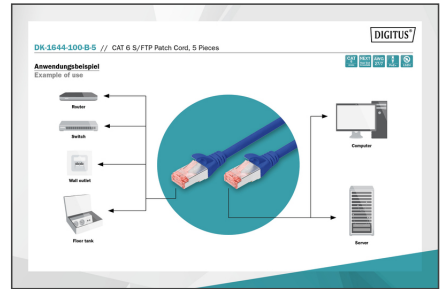 DIGITUS®
DK-1644-100-B-5 // CAT 6 S/FTP Patch Cord, 5 Pieces
Anwendungsbeispiel
Example of use
Router
Switch
Wall outlet
Floor tank
Computer
Server